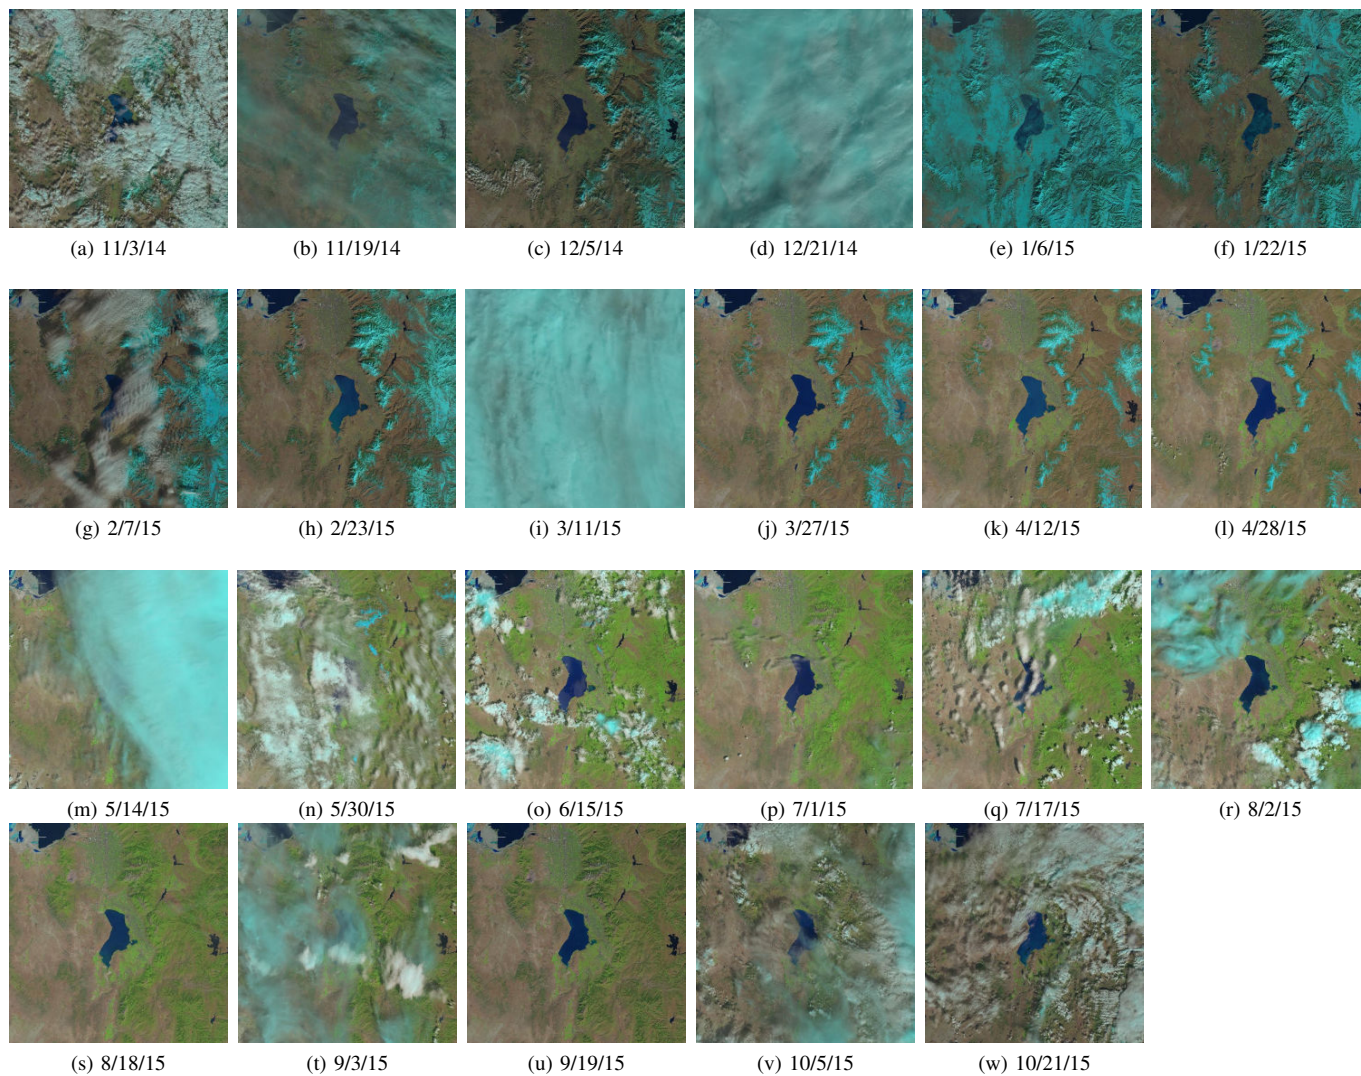 (a) 11/3/14 (b) 11/19/14 (c) 12/5/14 (d) 12/21/14 (e) 1/6/15 (f) 1/22/15
(g) 2/7/15 (h) 2/23/15 (i) 3/11/15 (j) 3/27/15 (k) 4/12/15 (l) 4/28/15
(m) 5/14/15 (n) 5/30/15 (o) 6/15/15 (p) 7/1/15 (q) 7/17/15 (r) 8/2/15
(s) 8/18/15 (t) 9/3/15 (u) 9/19/15 (v) 10/5/15 (w) 10/21/15